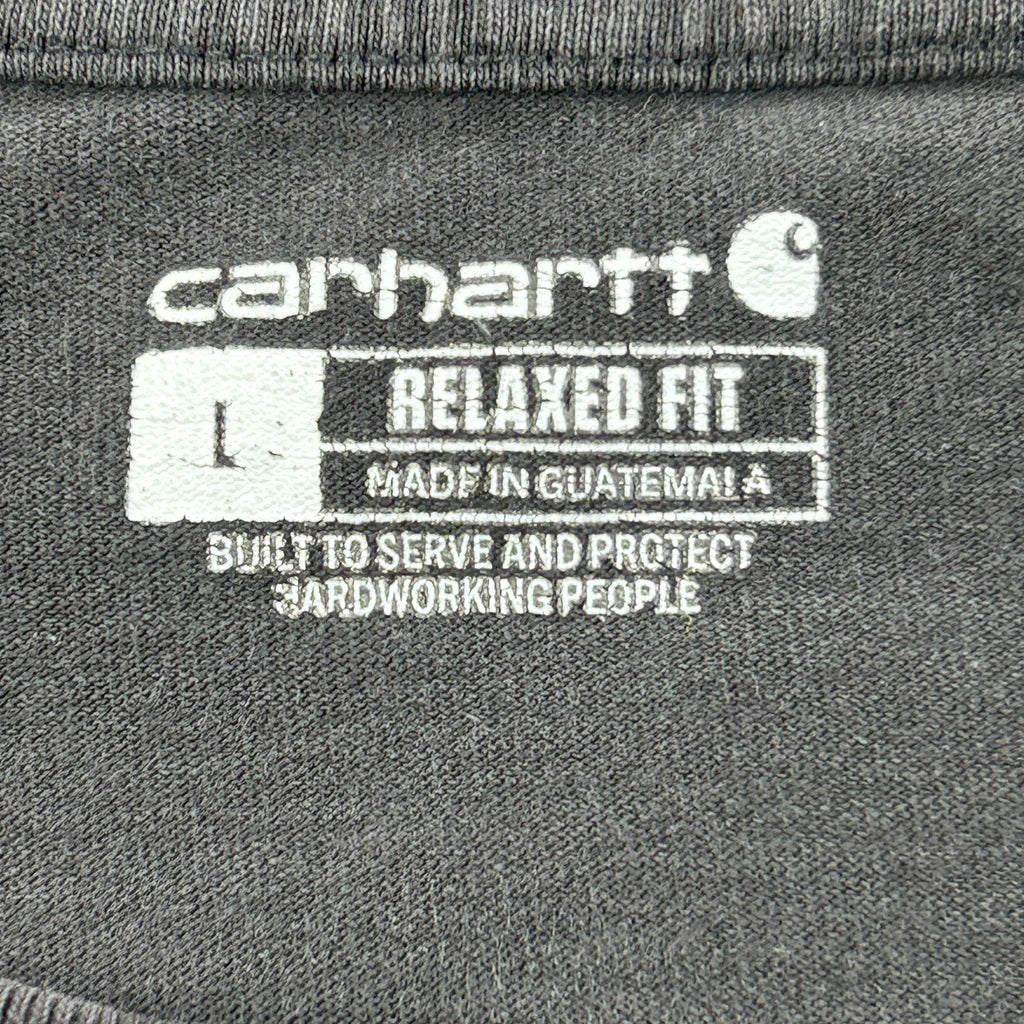 carhartt
L
RELAXED FIT
MADE IN GUATEMALA
BUILT TO SERVE AND PROTECT
HARDWORKING PEOPLE